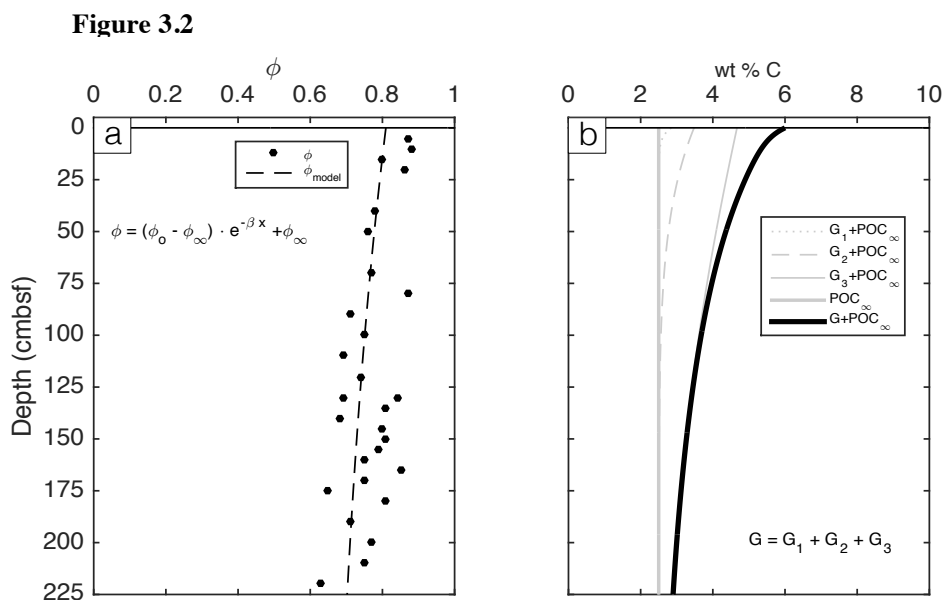 Figure 3.2
ϕ
0 0.2 0.4 0.6 0.8 1
a
ϕ
ϕmodel
ϕ = (ϕo - ϕ∞) · e-β x +ϕ∞
Depth (cmbsf)
0
25
50
75
100
125
150
175
200
225
wt % C
0 2 4 6 8 10
b
G1+POC∞
G2+POC∞
G3+POC∞
POC∞
G+POC∞
G = G1 + G2 + G3